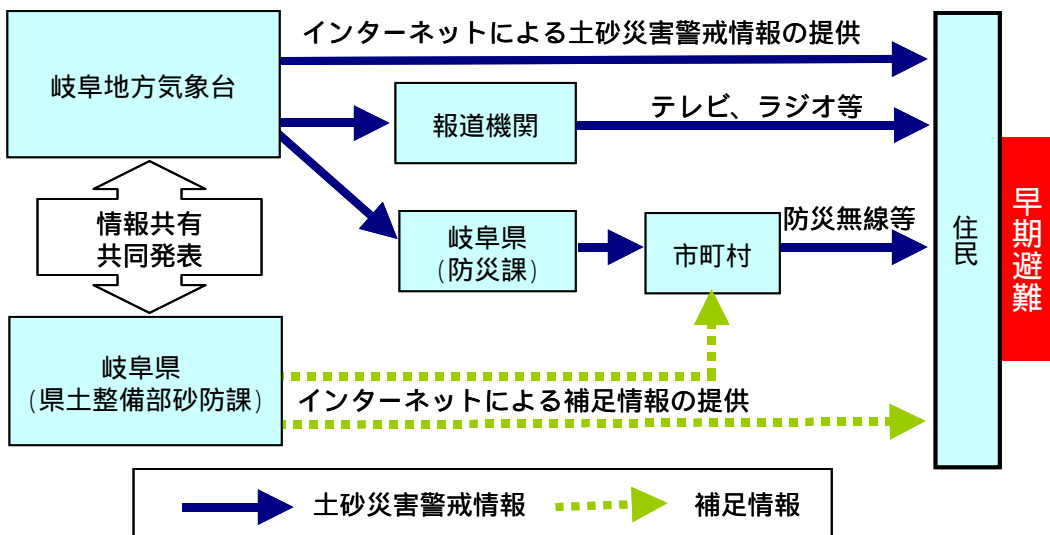 インターネットによる土砂災害警戒情報の提供
岐阜地方気象台
報道機関
テレビ、ラジオ等
情報共有
共同発表
岐阜県
(防災課)
市町村
防災無線等
住民
早期避難
岐阜県
(県土整備部砂防課)
インターネットによる補足情報の提供
土砂災害警戒情報
補足情報